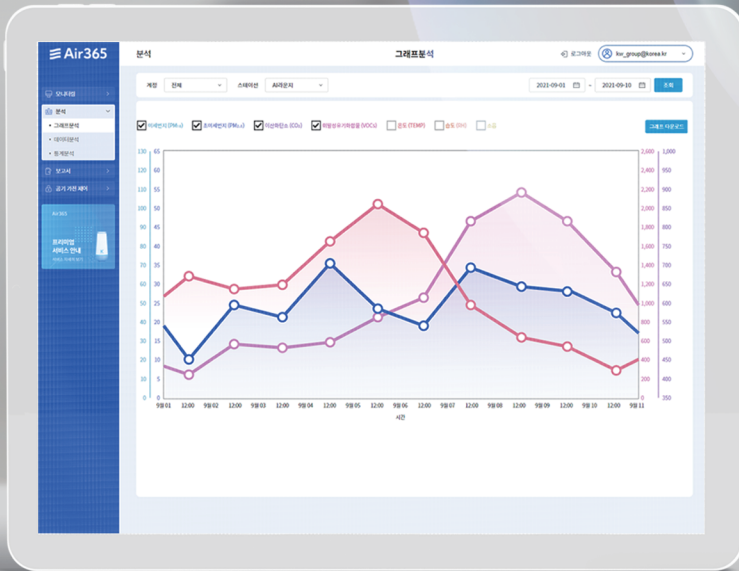 Air365
분석
그래프분석
로그아웃
kw_group@korea.kr
모니터링
분석
• 그래프분석
• 데이터분석
• 통계분석
보고서
공기 가전 제어
Air365
프리미엄
서비스 안내
계정 전체 스테이션 AI라운지
2021-09-01 - 2021-09-10 조회
미세먼지 (PM₁₀) 초미세먼지 (PM₂.₅) 이산화탄소 (CO₂) 휘발성유기화합물 (VOCs) 온도 (TEMP) 습도 (RH) 소음
그래프 다운로드
130 65 2,600 1,000
120 60 2,400 950
110 55 2,200 900
100 50 2,000 850
90 45 1,800 800
80 40 1,600 750
70 35 1,400 700
60 30 1,200 650
50 25 1,000 600
40 20 800 550
30 15 600 500
20 10 400 450
10 5 200 400
0 0 0 350
9월 01 12:00 9월 02 12:00 9월 03 12:00 9월 04 12:00 9월 05 12:00 9월 06 12:00 9월 07 12:00 9월 08 12:00 9월 09 12:00 9월 10 12:00 9월 11
시간